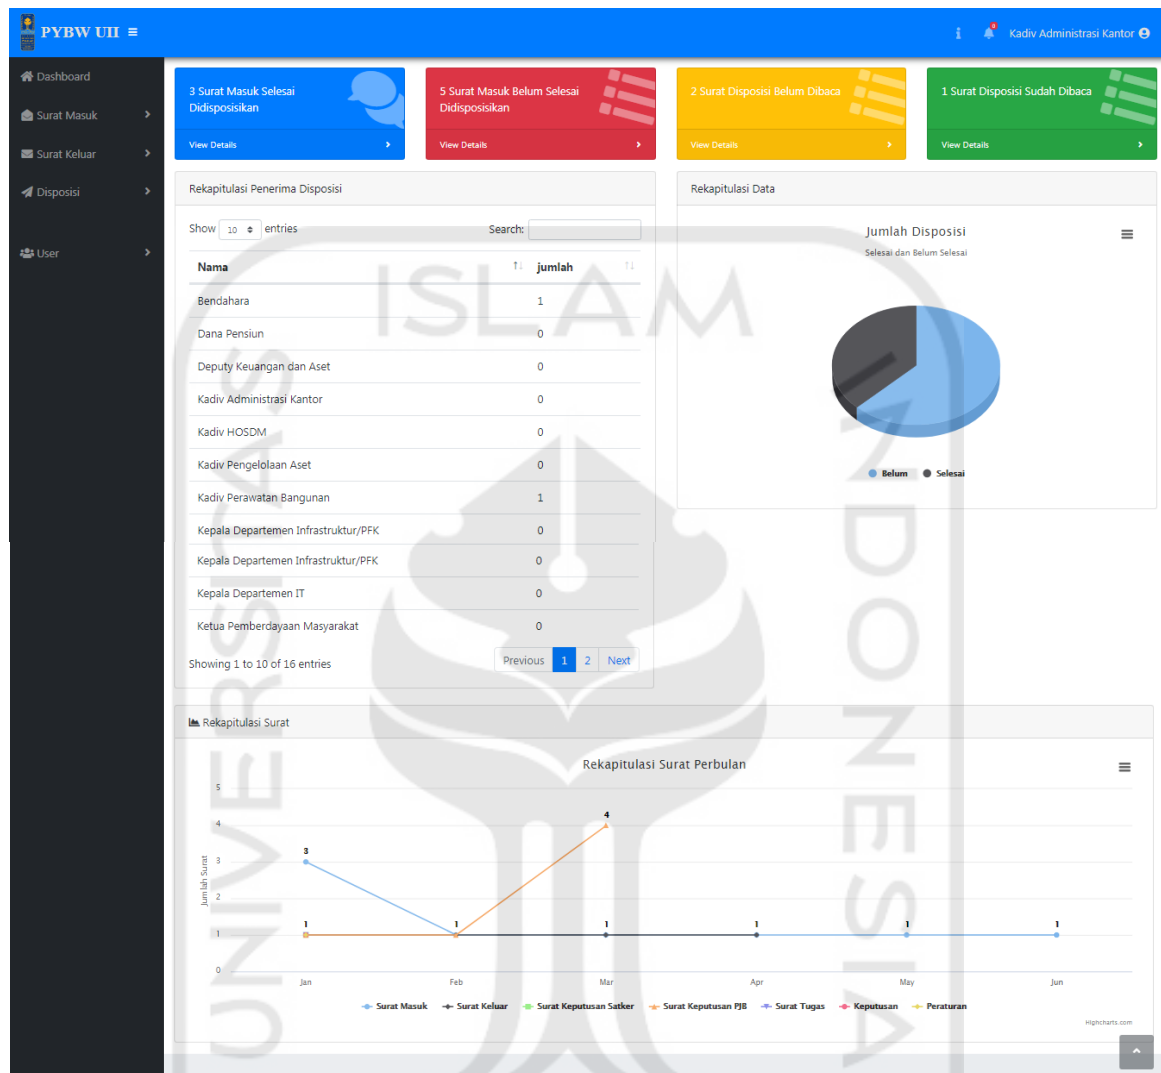 PYBW UII
8
Kadiv Administrasi Kantor
Dashboard
Surat Masuk
Surat Keluar
Disposisi
User
3 Surat Masuk Selesai
Didisposisikan
View Details
5 Surat Masuk Belum Selesai
Didisposisikan
View Details
2 Surat Disposisi Belum Dibaca
View Details
1 Surat Disposisi Sudah Dibaca
View Details
Rekapitulasi Penerima Disposisi
Show 10 entries Search:
Nama jumlah
Bendahara 1
Dana Pensiun 0
Deputy Keuangan dan Aset 0
Kadiv Administrasi Kantor 0
Kadiv HOSDM 0
Kadiv Pengelolaan Aset 0
Kadiv Perawatan Bangunan 1
Kepala Departemen Infrastruktur/PFK 0
Kepala Departemen Infrastruktur/PFK 0
Kepala Departemen IT 0
Ketua Pemberdayaan Masyarakat 0
Showing 1 to 10 of 16 entries
Previous 1 2 Next
Rekapitulasi Data
Jumlah Disposisi
Selesai dan Belum Selesai
Belum Selesai
Rekapitulasi Surat
Rekapitulasi Surat Perbulan
Jumlah Surat
5
4
3
2
1
0
3
1
1
4
1
1
1
1
Jan Feb Mar Apr May Jun
Surat Masuk Surat Keluar Surat Keputusan Satker Surat Keputusan PJB Surat Tugas Keputusan Peraturan
Highcharts.com
UNIVERSITAS
ISLAM
INDONESIA